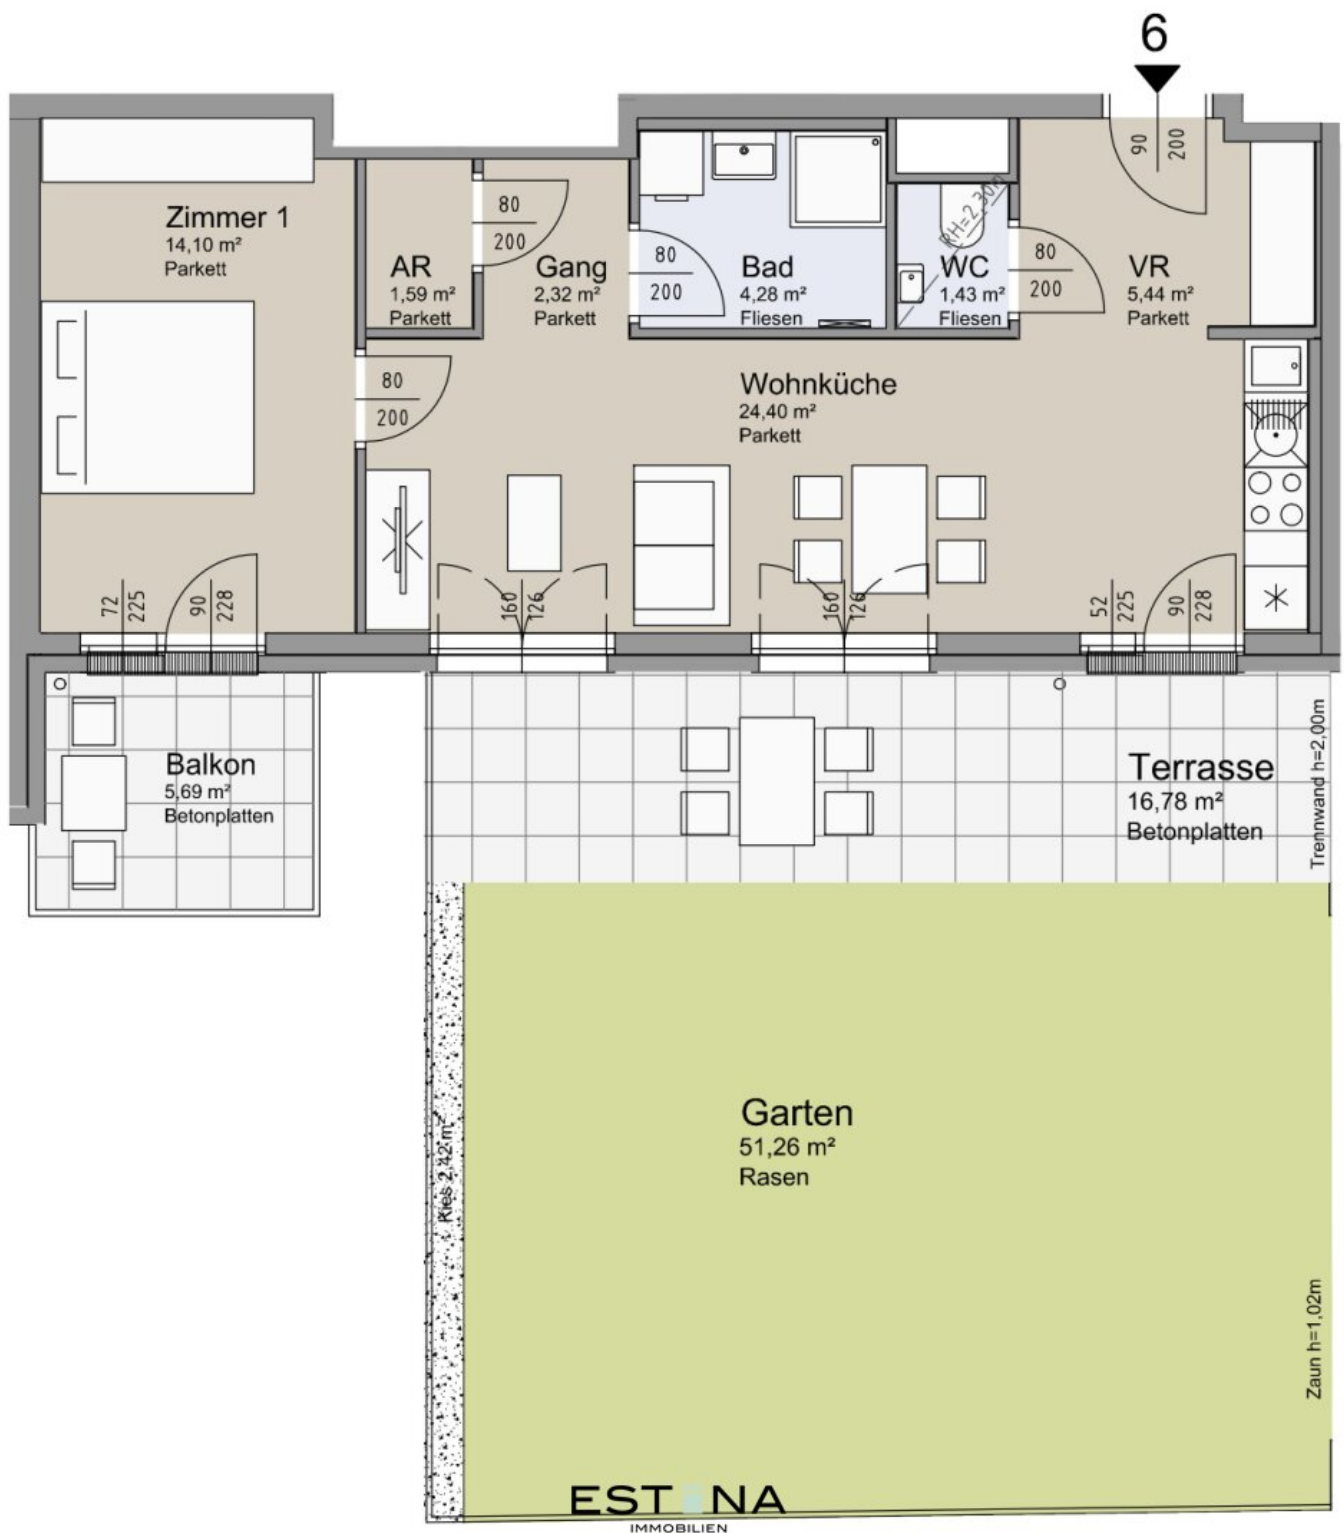 6
90
200
Zimmer 1
14,10 m²
Parkett
AR
1,59 m²
Parkett
80
200
Gang
2,32 m²
Parkett
80
200
Bad
4,28 m²
Fliesen
RH=2,30m
WC
1,43 m²
Fliesen
80
200
VR
5,44 m²
Parkett
80
200
Wohnküche
24,40 m²
Parkett
72
225
90
228
160
126
160
126
52
225
90
228
Balkon
5,69 m²
Betonplatten
Terrasse
16,78 m²
Betonplatten
Trennwand h=2,00m
Garten
51,26 m²
Rasen
Kies 2,42 m²
Zaun h=1,02m
EST NA
IMMOBILIEN